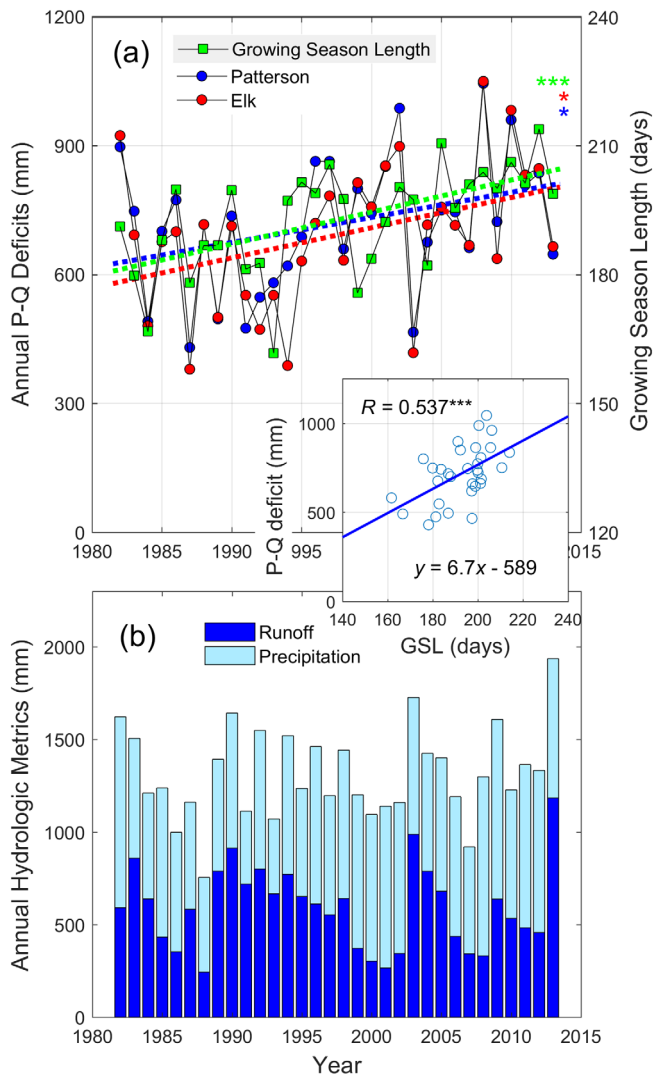 1200
900
600
300
0
Annual P-Q Deficits (mm)
(a)
Growing Season Length
Patterson
Elk
***
*
*
240
210
180
150
120
Growing Season Length (days)
1980
1985
1990
995
2015
R = 0.537***
y = 6.7x - 589
1000
500
0
P-Q deficit (mm)
140
160
180
200
220
240
GSL (days)
(b)
Runoff
Precipitation
2000
1500
1000
500
0
Annual Hydrologic Metrics (mm)
1980
1985
1990
1995
2000
2005
2010
2015
Year